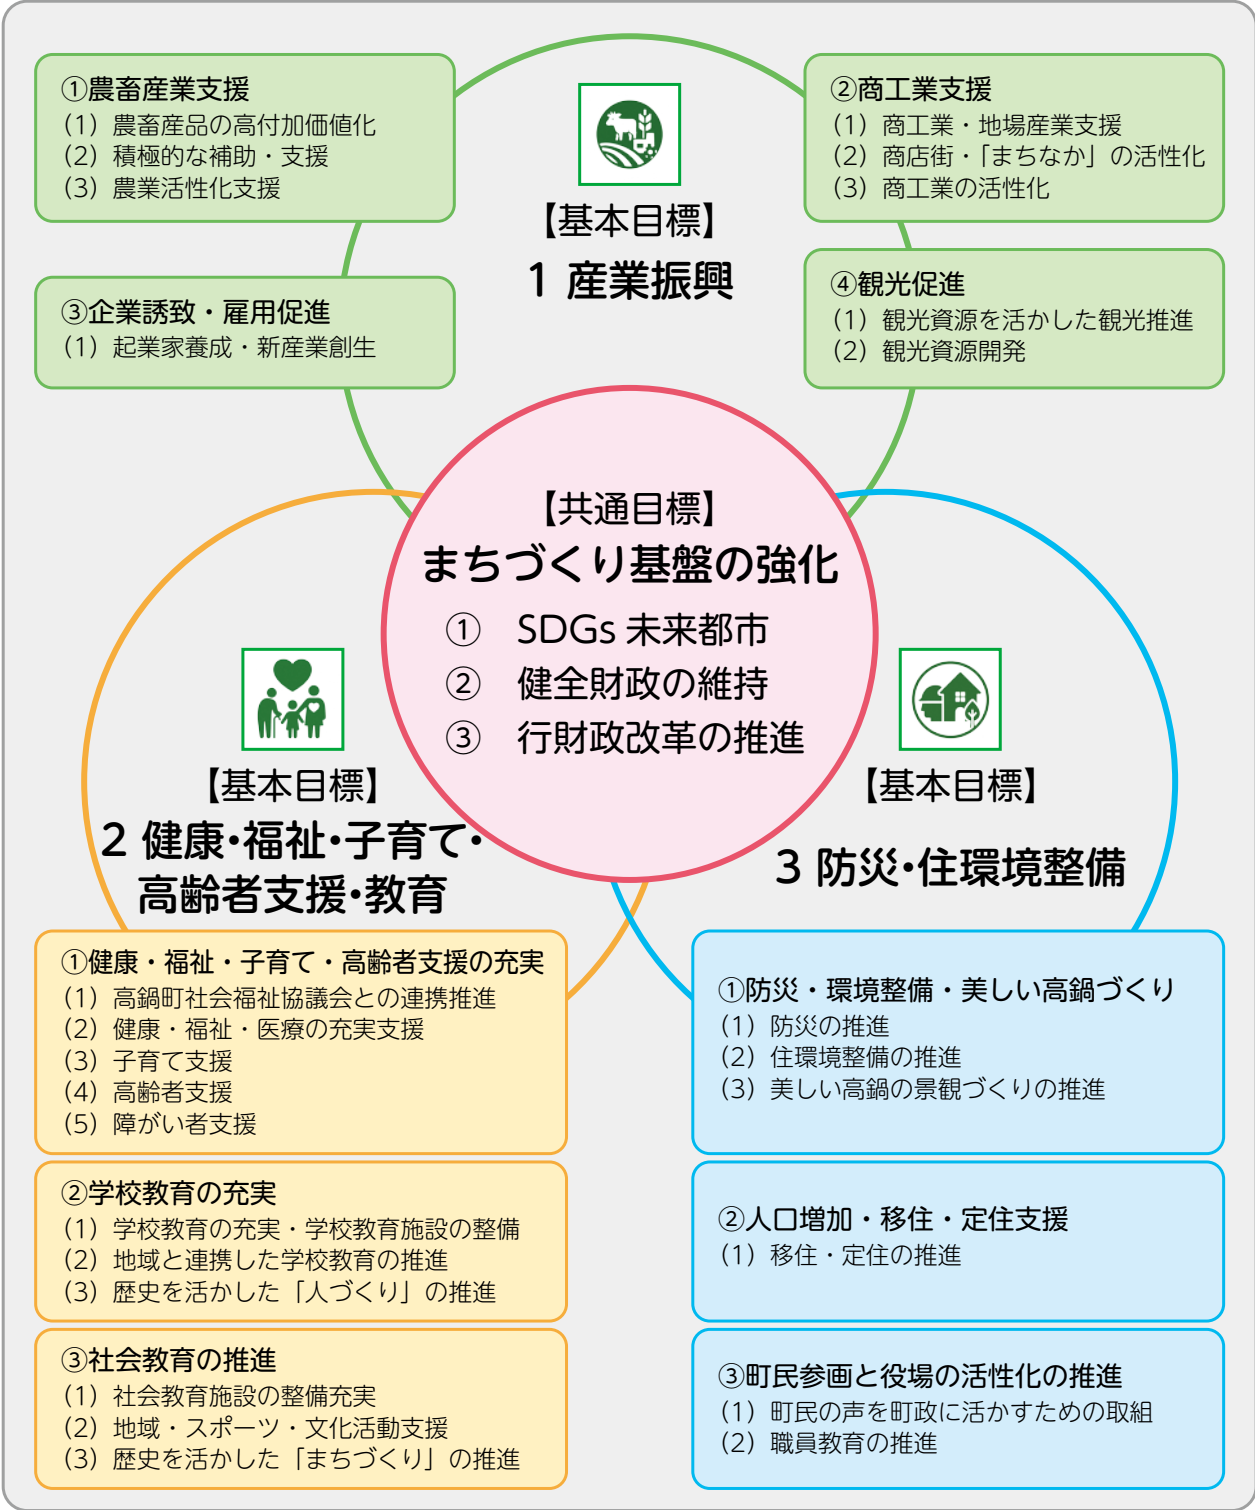 ①農畜産業支援
（1）農畜産品の高付加価値化
（2）積極的な補助・支援
（3）農業活性化支援
②商工業支援
（1）商工業・地場産業支援
（2）商店街・「まちなか」の活性化
（3）商工業の活性化
【基本目標】
1 産業振興
③企業誘致・雇用促進
（1）起業家養成・新産業創生
④観光促進
（1）観光資源を活かした観光推進
（2）観光資源開発
【共通目標】
まちづくり基盤の強化
① SDGs 未来都市
② 健全財政の維持
③ 行財政改革の推進
【基本目標】
2 健康・福祉・子育て・
高齢者支援・教育
【基本目標】
3 防災・住環境整備
①健康・福祉・子育て・高齢者支援の充実
（1）高鍋町社会福祉協議会との連携推進
（2）健康・福祉・医療の充実支援
（3）子育て支援
（4）高齢者支援
（5）障がい者支援
②学校教育の充実
（1）学校教育の充実・学校教育施設の整備
（2）地域と連携した学校教育の推進
（3）歴史を活かした「人づくり」の推進
③社会教育の推進
（1）社会教育施設の整備充実
（2）地域・スポーツ・文化活動支援
（3）歴史を活かした「まちづくり」の推進
①防災・環境整備・美しい高鍋づくり
（1）防災の推進
（2）住環境整備の推進
（3）美しい高鍋の景観づくりの推進
②人口増加・移住・定住支援
（1）移住・定住の推進
③町民参画と役場の活性化の推進
（1）町民の声を町政に活かすための取組
（2）職員教育の推進